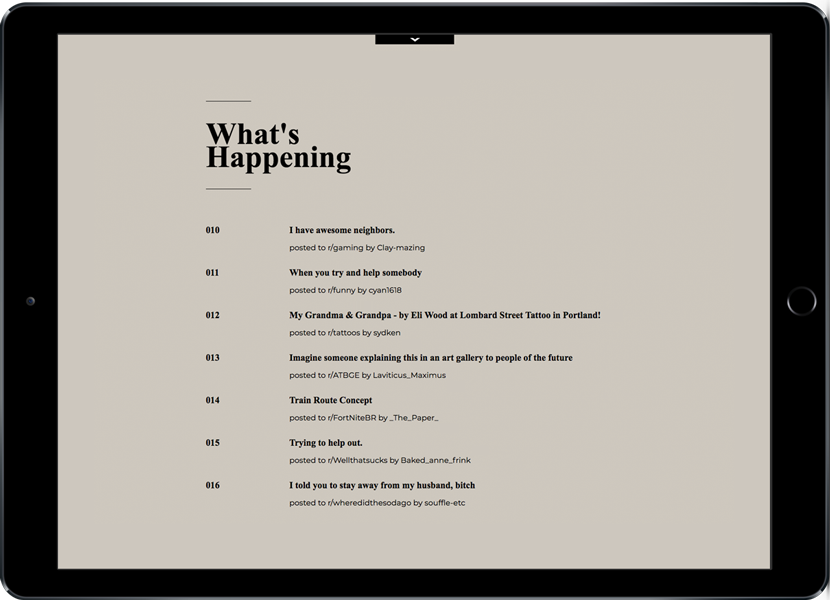 What's
Happening
010
I have awesome neighbors.
posted to r/gaming by Clay-mazing
011
When you try and help somebody
posted to r/funny by cyan1618
012
My Grandma & Grandpa - by Eli Wood at Lombard Street Tattoo in Portland!
posted to r/tattoos by sydken
013
Imagine someone explaining this in an art gallery to people of the future
posted to r/ATBGE by Laviticus_Maximus
014
Train Route Concept
posted to r/FortNiteBR by _The_Paper_
015
Trying to help out.
posted to r/Wellthatsucks by Baked_anne_frink
016
I told you to stay away from my husband, bitch
posted to r/wheredidthesodago by souffle-etc